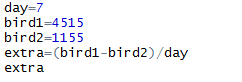 day=7
bird1=4515
bird2=1155
extra=(bird1-bird2)/day
extra